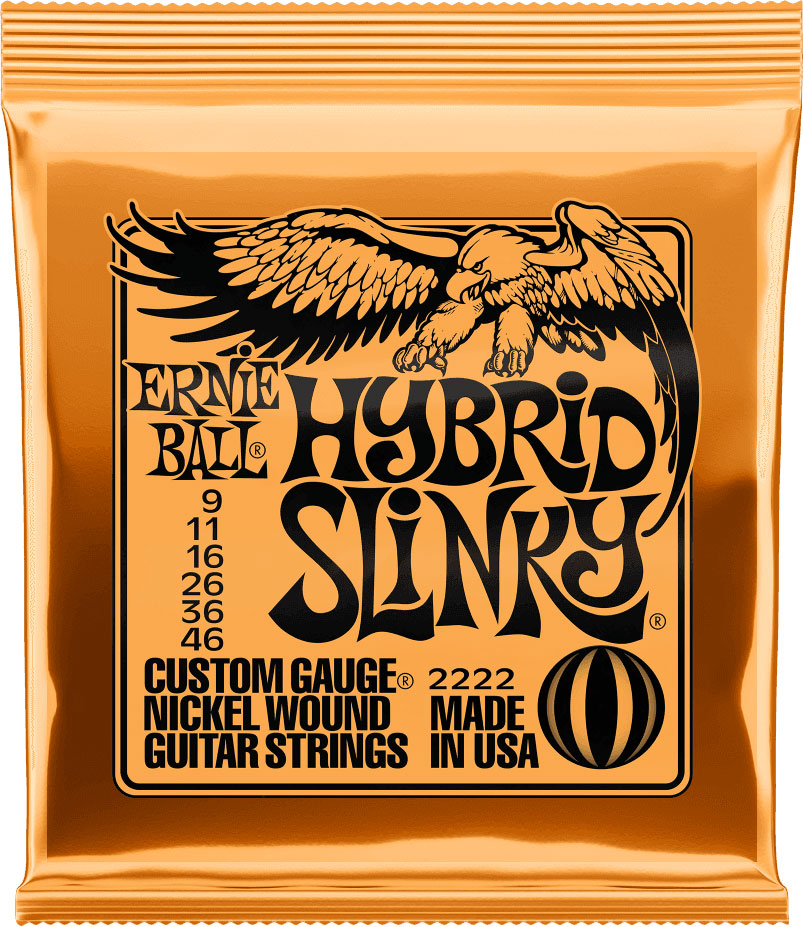 ERNIE
BALL®
HYBRID
SLINKY®
9
11
16
26
36
46
CUSTOM GAUGE®
NICKEL WOUND
GUITAR STRINGS
2222
MADE
IN USA